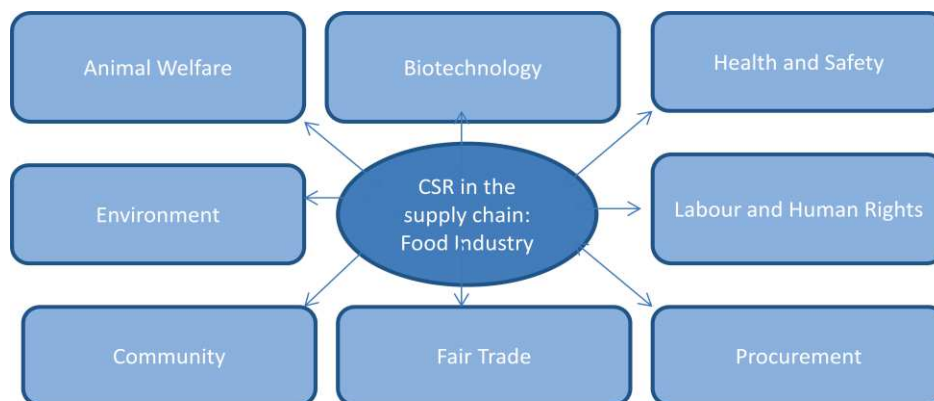 Animal Welfare
Biotechnology
Health and Safety
CSR in the
supply chain:
Food Industry
Environment
Labour and Human Rights
Community
Fair Trade
Procurement